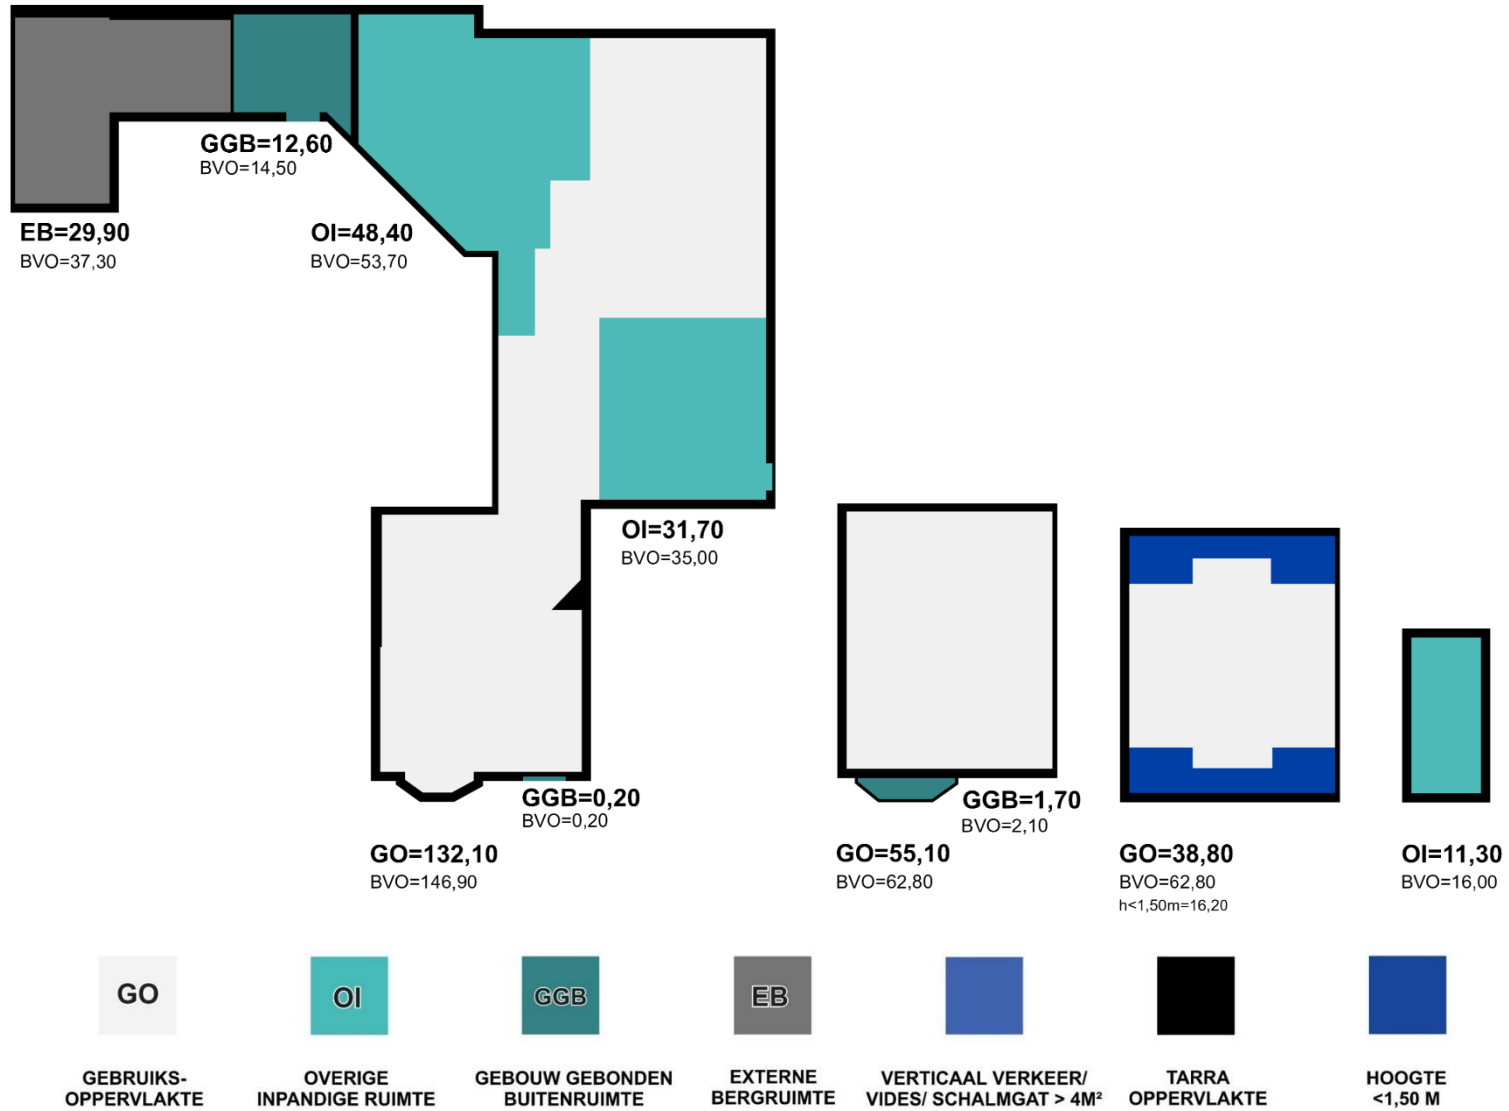 GGB=12,60
BVO=14,50
EB=29,90
BVO=37,30
OI=48,40
BVO=53,70
OI=31,70
BVO=35,00
GGB=0,20
BVO=0,20
GO=132,10
BVO=146,90
GGB=1,70
BVO=2,10
GO=55,10
BVO=62,80
GO=38,80
BVO=62,80
h<1,50m=16,20
OI=11,30
BVO=16,00
GO
OI
GGB
EB
GEBRUIKS-
OPPERVLAKTE
OVERIGE
INPANDIGE RUIMTE
GEBOUW GEBONDEN
BUITENRUIMTE
EXTERNE
BERGRUIMTE
VERTICAAL VERKEER/
VIDES/ SCHALMGAT > 4M²
TARRA
OPPERVLAKTE
HOOGTE
<1,50 M